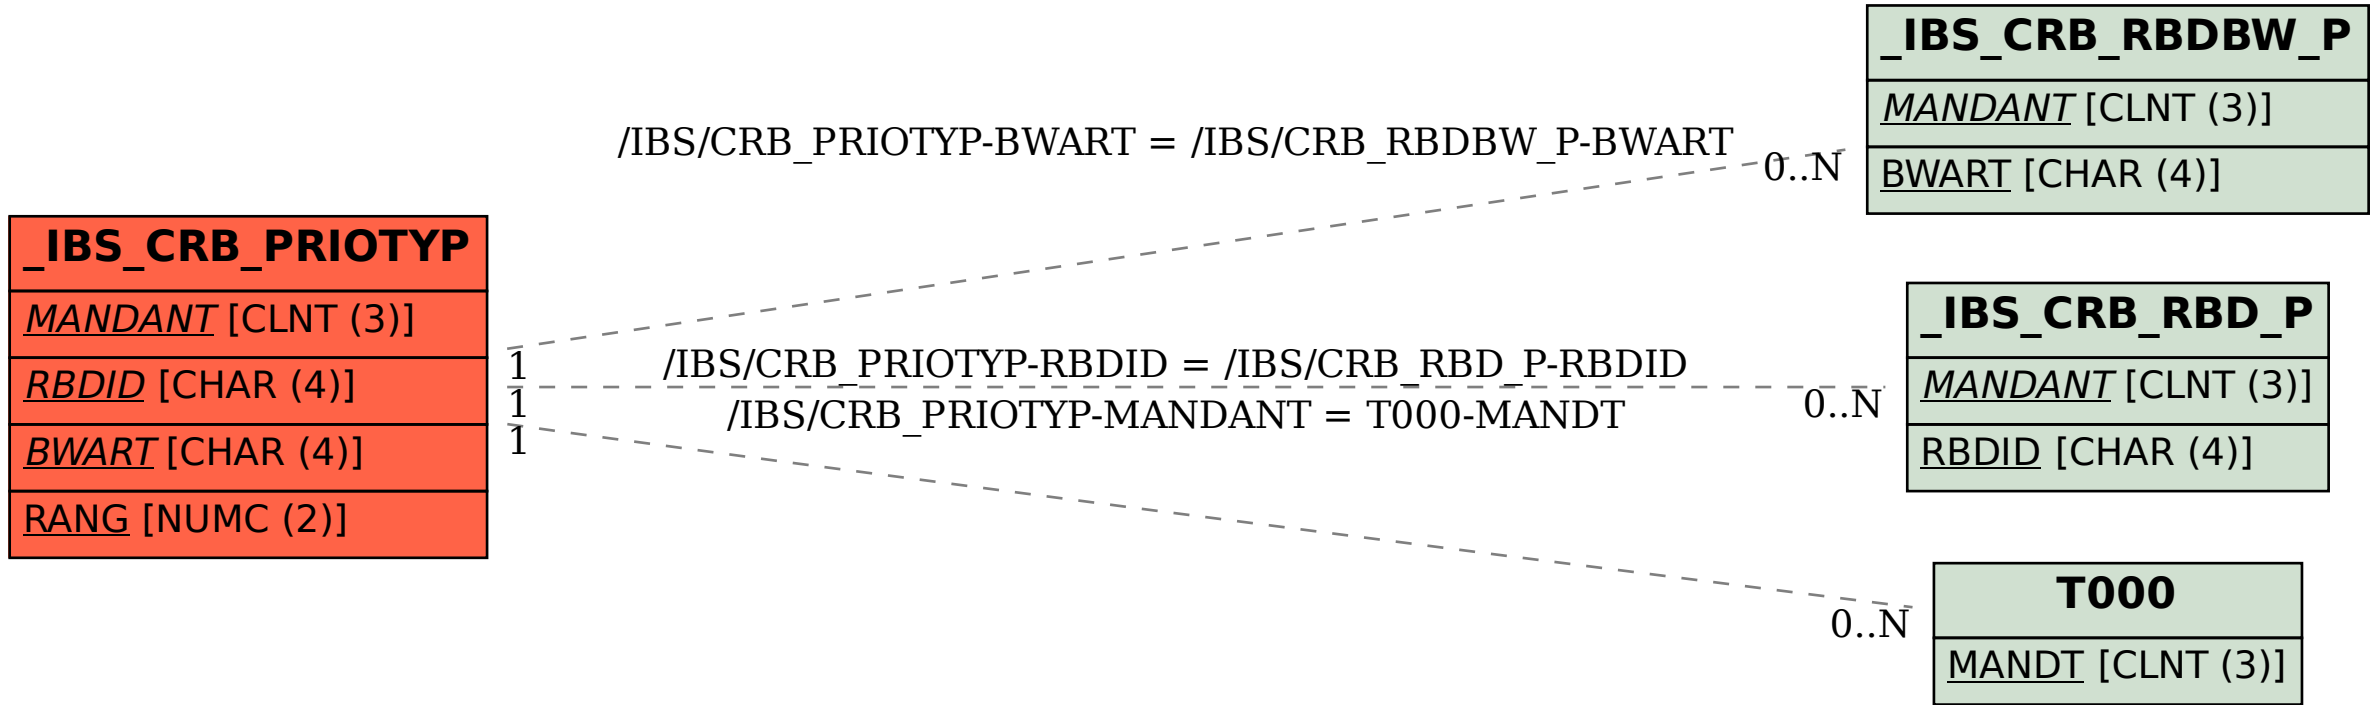 _IBS_CRB_PRIOTYP
MANDANT [CLNT (3)]
RBDID [CHAR (4)]
BWART [CHAR (4)]
RANG [NUMC (2)]
/IBS/CRB_PRIOTYP-BWART = /IBS/CRB_RBDBW_P-BWART
0..N
1
/IBS/CRB_PRIOTYP-RBDID = /IBS/CRB_RBD_P-RBDID
0..N
1
/IBS/CRB_PRIOTYP-MANDANT = T000-MANDT
0..N
1
_IBS_CRB_RBDBW_P
MANDANT [CLNT (3)]
BWART [CHAR (4)]
_IBS_CRB_RBD_P
MANDANT [CLNT (3)]
RBDID [CHAR (4)]
T000
MANDT [CLNT (3)]